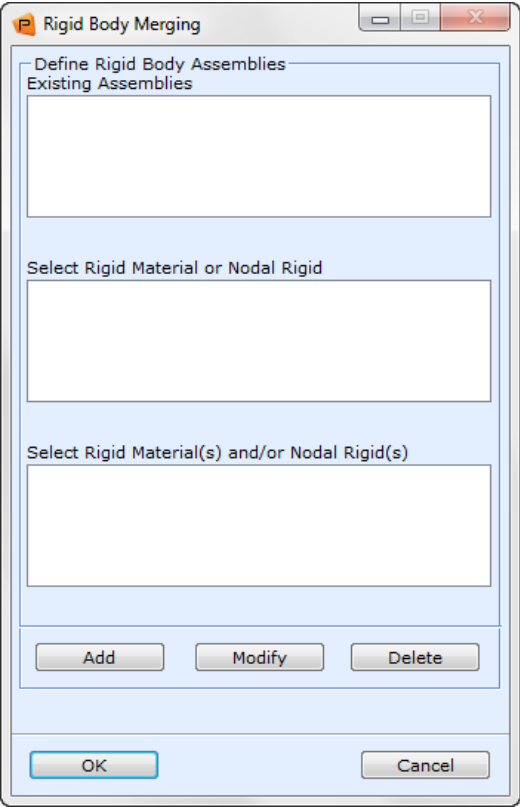 Rigid Body Merging
Define Rigid Body Assemblies
Existing Assemblies
Select Rigid Material or Nodal Rigid
Select Rigid Material(s) and/or Nodal Rigid(s)
Add Modify Delete
OK Cancel